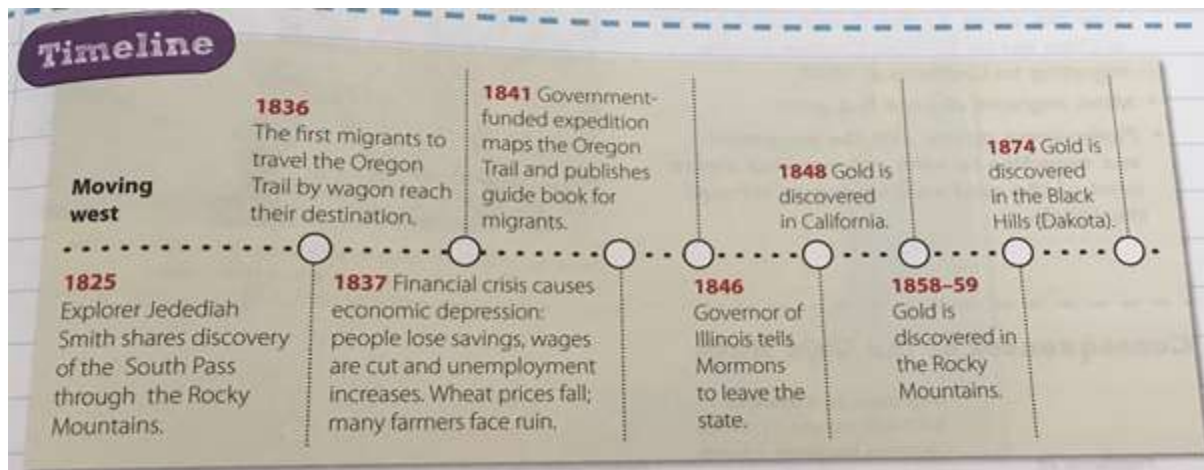 Timeline
Moving
west
1825
Explorer Jedediah
Smith shares discovery
of the South Pass
through the Rocky
Mountains.
1836
The first migrants to
travel the Oregon
Trail by wagon reach
their destination.
1837 Financial crisis causes
economic depression:
people lose savings, wages
are cut and unemployment
increases. Wheat prices fall;
many farmers face ruin.
1841 Government-
funded expedition
maps the Oregon
Trail and publishes
guide book for
migrants.
1846
Governor of
Illinois tells
Mormons
to leave the
state.
1848 Gold is
discovered
in California.
1858–59
Gold is
discovered in
the Rocky
Mountains.
1874 Gold is
discovered
in the Black
Hills (Dakota).